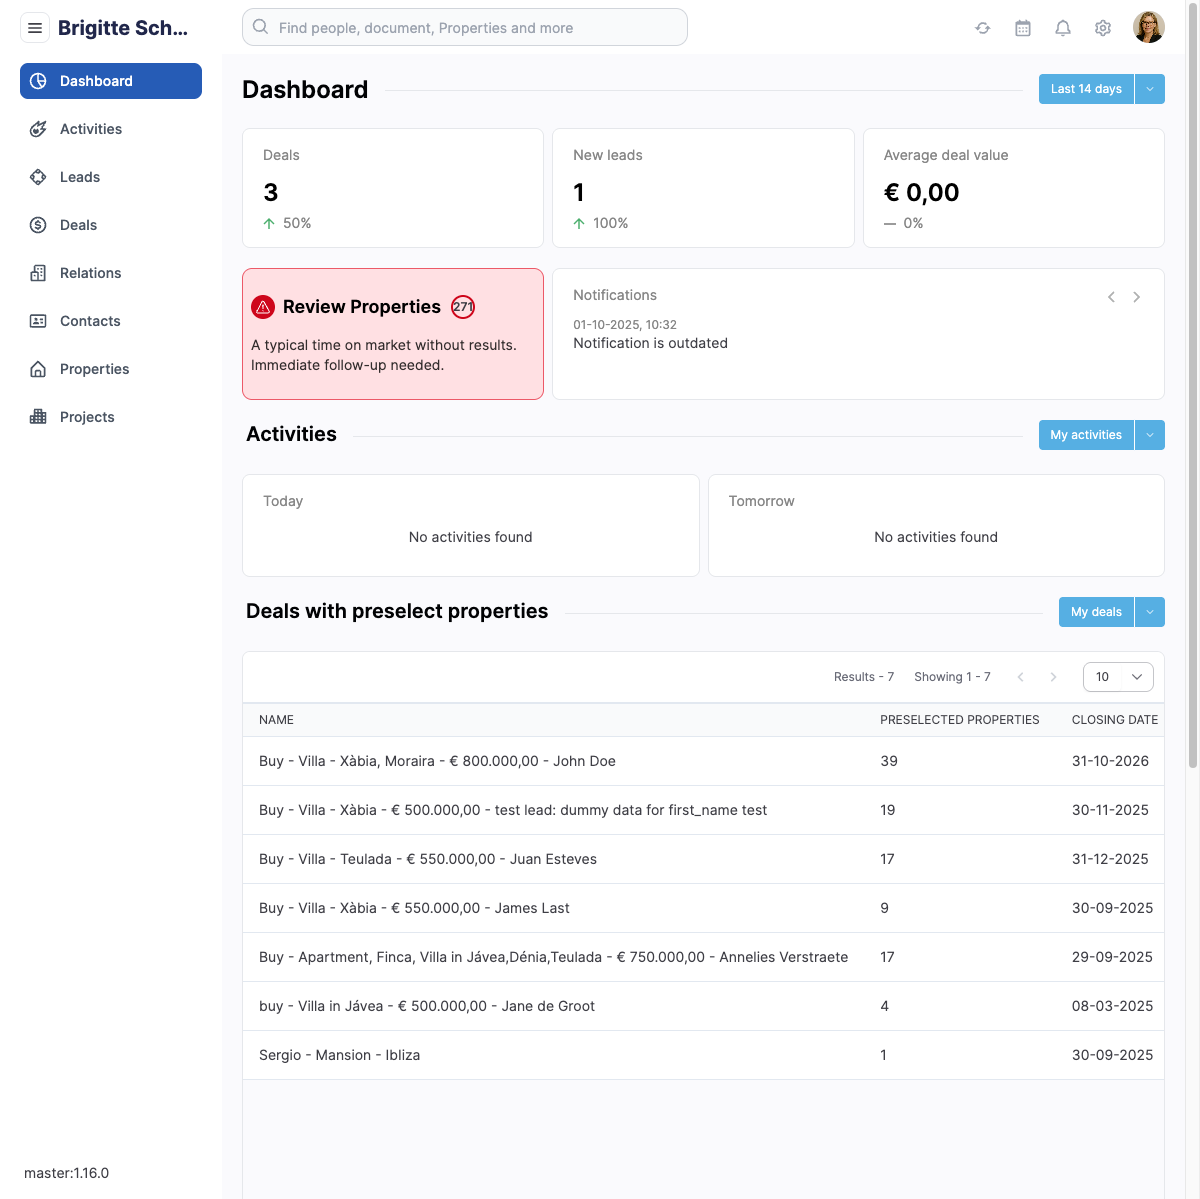 Brigitte Sch...
Find people, document, Properties and more
Dashboard
Activities
Leads
Deals
Relations
Contacts
Properties
Projects
master:1.16.0
Dashboard
Last 14 days
Deals
3
50%
New leads
1
100%
Average deal value
€ 0,00
0%
Review Properties 271
A typical time on market without results.
Immediate follow-up needed.
Notifications
01-10-2025, 10:32
Notification is outdated
Activities
My activities
Today
No activities found
Tomorrow
No activities found
Deals with preselect properties
My deals
Results - 7 Showing 1 - 7 10
NAME PRESELECTED PROPERTIES CLOSING DATE
Buy - Villa - Xàbia, Moraira - € 800.000,00 - John Doe 39 31-10-2026
Buy - Villa - Xàbia - € 500.000,00 - test lead: dummy data for first_name test 19 30-11-2025
Buy - Villa - Teulada - € 550.000,00 - Juan Esteves 17 31-12-2025
Buy - Villa - Xàbia - € 550.000,00 - James Last 9 30-09-2025
Buy - Apartment, Finca, Villa in Jávea,Dénia,Teulada - € 750.000,00 - Annelies Verstraete 17 29-09-2025
buy - Villa in Jávea - € 500.000,00 - Jane de Groot 4 08-03-2025
Sergio - Mansion - Ibliza 1 30-09-2025